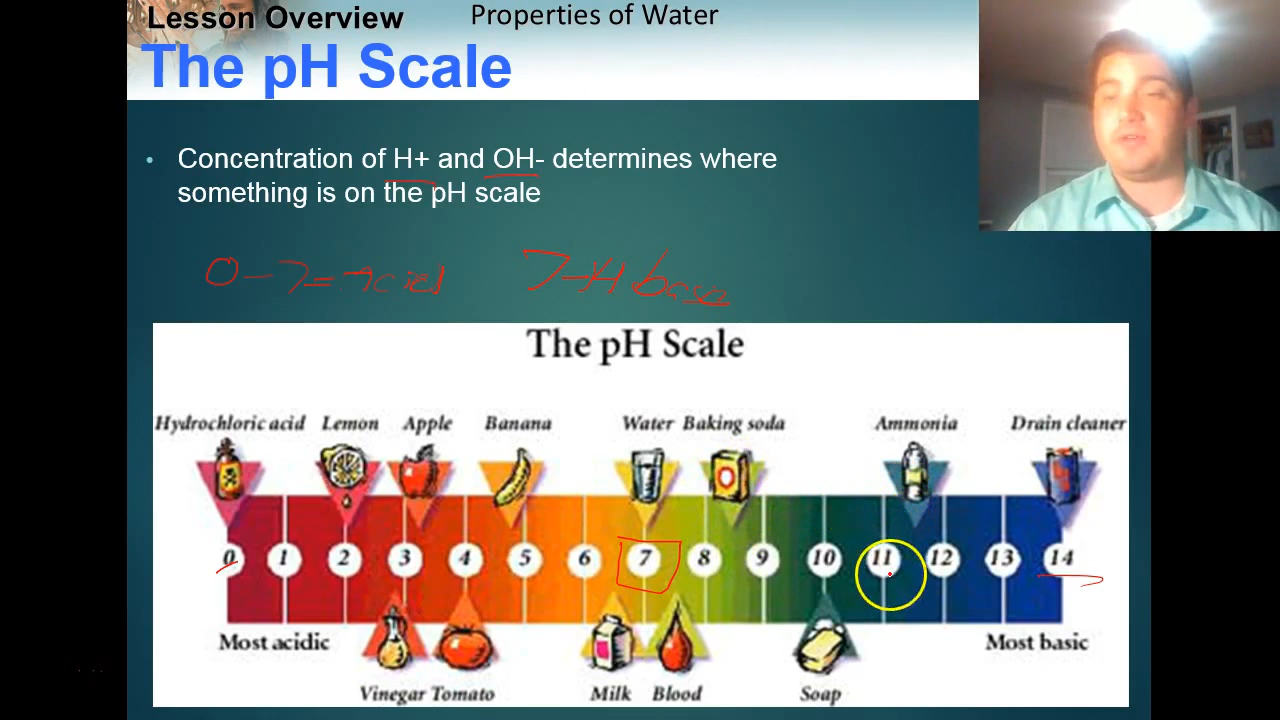 Lesson Overview Properties of Water
The pH Scale
• Concentration of H+ and OH- determines where
something is on the pH scale
0-7=Acid 7-14 base
The pH Scale
Hydrochloric acid Lemon Apple Banana Water Baking soda Ammonia Drain cleaner
0 1 2 3 4 5 6 7 8 9 10 11 12 13 14
Most acidic Most basic
Vinegar Tomato Milk Blood Soap